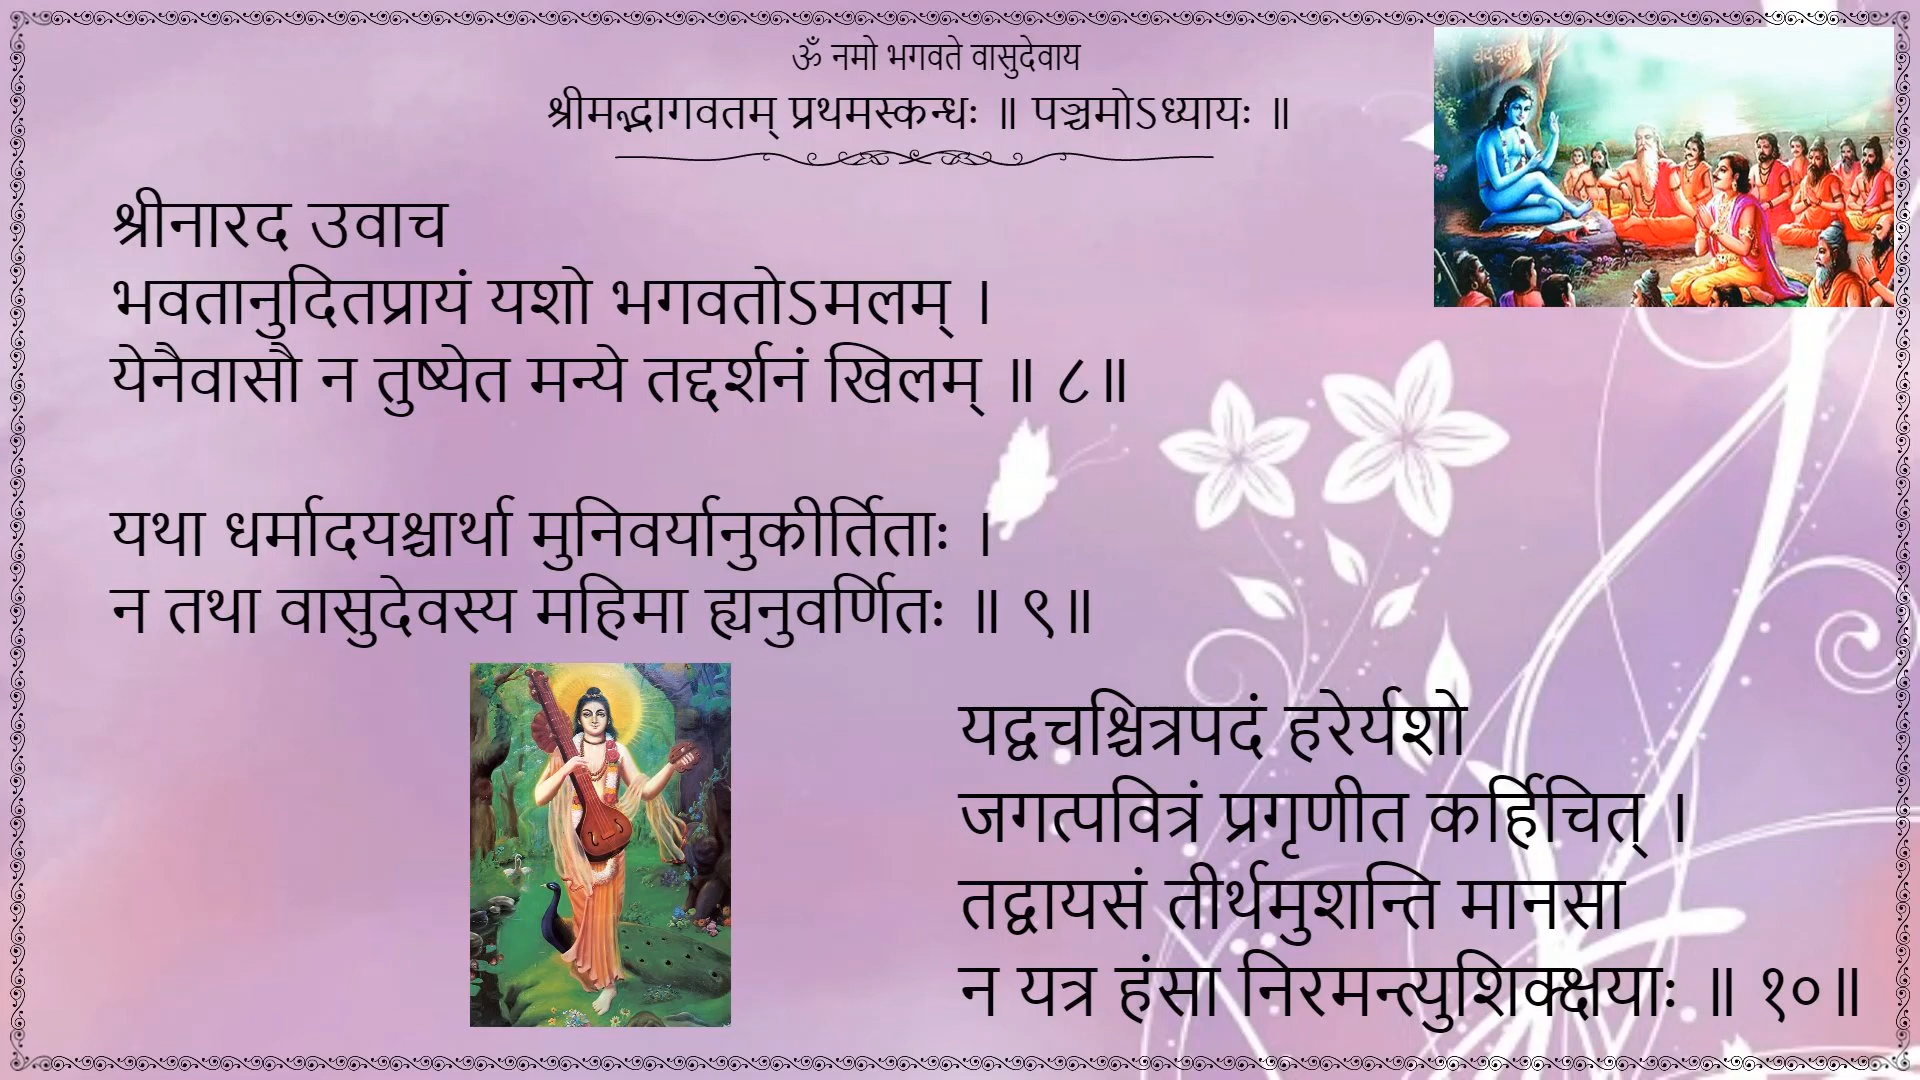 ॐ नमो भगवते वासुदेवाय
श्रीमद्भागवतम् प्रथमस्कन्धः ॥ पञ्चमोऽध्यायः ॥
श्रीनारद उवाच
भवतानुदितप्रायं यशो भगवतोऽमलम् ।
येनैवासौ न तुष्येत मन्ये तद्दर्शनं खिलम् ॥ ८॥
यथा धर्मादयश्चार्था मुनिवर्यानुकीर्तिताः ।
न तथा वासुदेवस्य महिमा ह्यनुवर्णितः ॥ ९॥
यद्वचश्चित्रपदं हरेर्यशो
जगत्पवित्रं प्रगृणीत कर्हिचित् ।
तद्वायसं तीर्थमुशन्ति मानसा
न यत्र हंसा निरमन्त्युशिक्क्षयाः ॥ १०॥